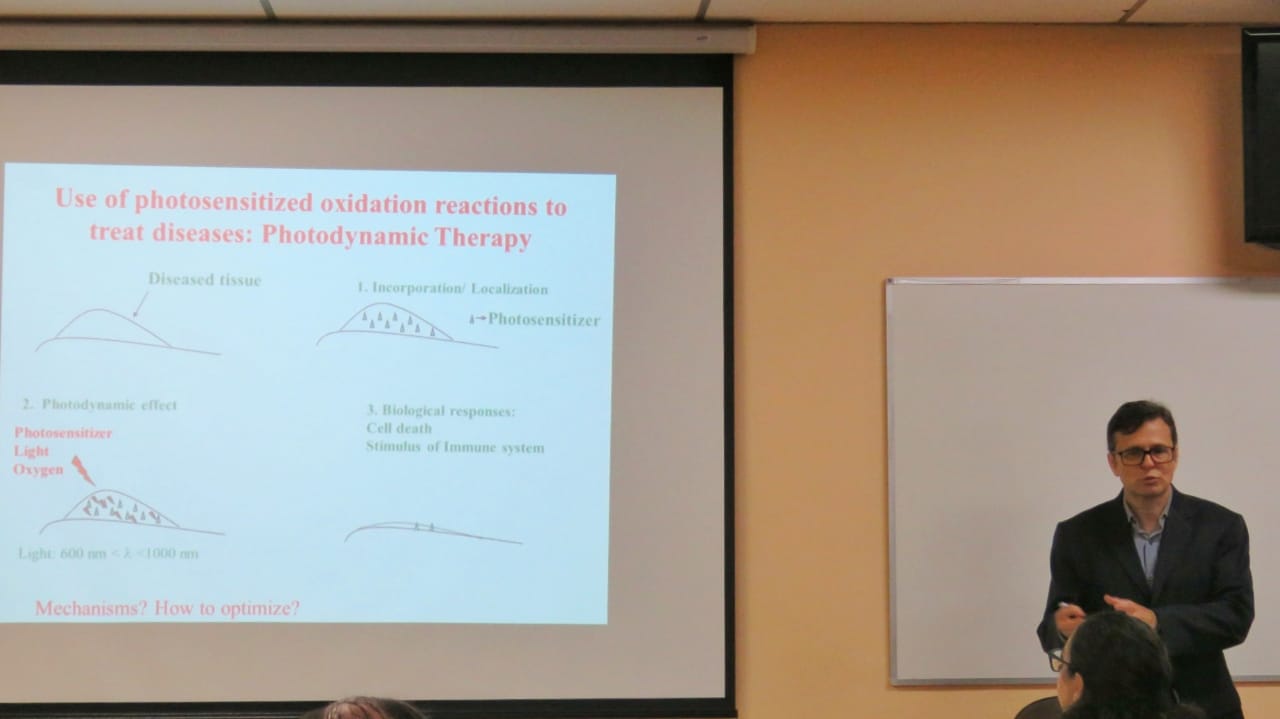 Use of photosensitized oxidation reactions to
treat diseases: Photodynamic Therapy
Diseased tissue
1. Incorporation/ Localization
→Photosensitizer
2. Photodynamic effect
Photosensitizer
Light
Oxygen
Light: 600 nm < λ <1000 nm
3. Biological responses:
Cell death
Stimulus of Immune system
Mechanisms? How to optimize?